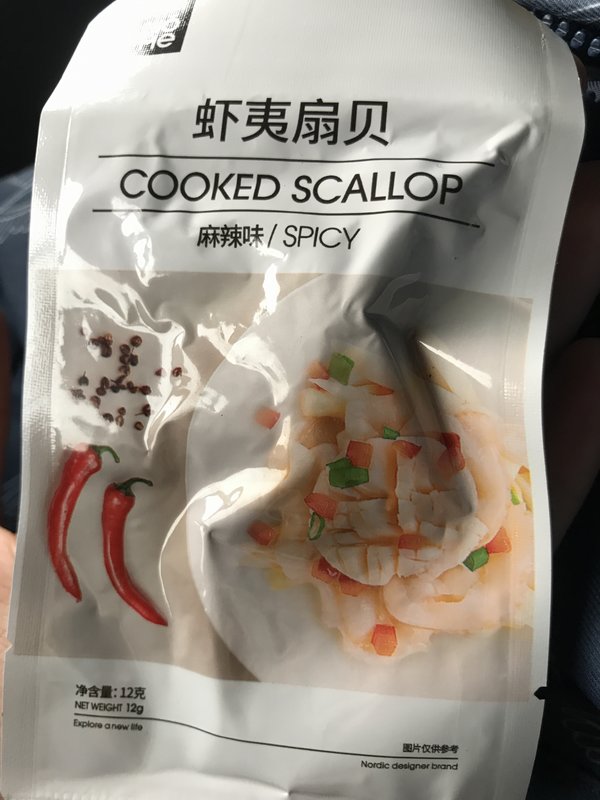 虾夷扇贝
COOKED SCALLOP
麻辣味 / SPICY
净含量: 12克
NET WEIGHT 12g
Explore a new life
图片仅供参考
Nordic designer brand